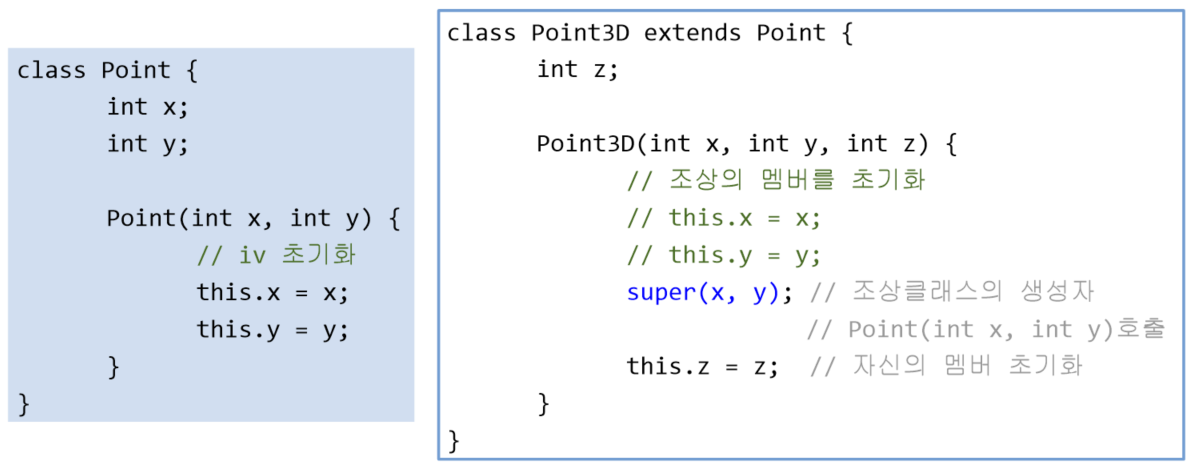 class Point {
int x;
int y;
Point(int x, int y) {
// iv 초기화
this.x = x;
this.y = y;
}
}
class Point3D extends Point {
int z;
Point3D(int x, int y, int z) {
// 조상의 멤버를 초기화
// this.x = x;
// this.y = y;
super(x, y); // 조상클래스의 생성자
// Point(int x, int y)호출
this.z = z; // 자신의 멤버 초기화
}
}